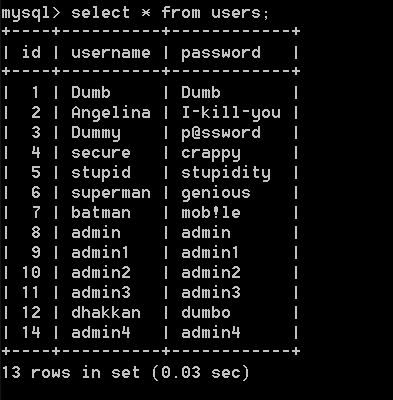 mysql> select * from users;
+----+----------+------------+
| id | username | password   |
+----+----------+------------+
|  1 | Dumb     | Dumb       |
|  2 | Angelina | I-kill-you |
|  3 | Dummy    | p@ssword   |
|  4 | secure   | crappy     |
|  5 | stupid   | stupidity  |
|  6 | superman | genious    |
|  7 | batman   | mob!le     |
|  8 | admin    | admin      |
|  9 | admin1   | admin1     |
| 10 | admin2   | admin2     |
| 11 | admin3   | admin3     |
| 12 | dhakkan  | dumbo      |
| 14 | admin4   | admin4     |
+----+----------+------------+
13 rows in set (0.03 sec)